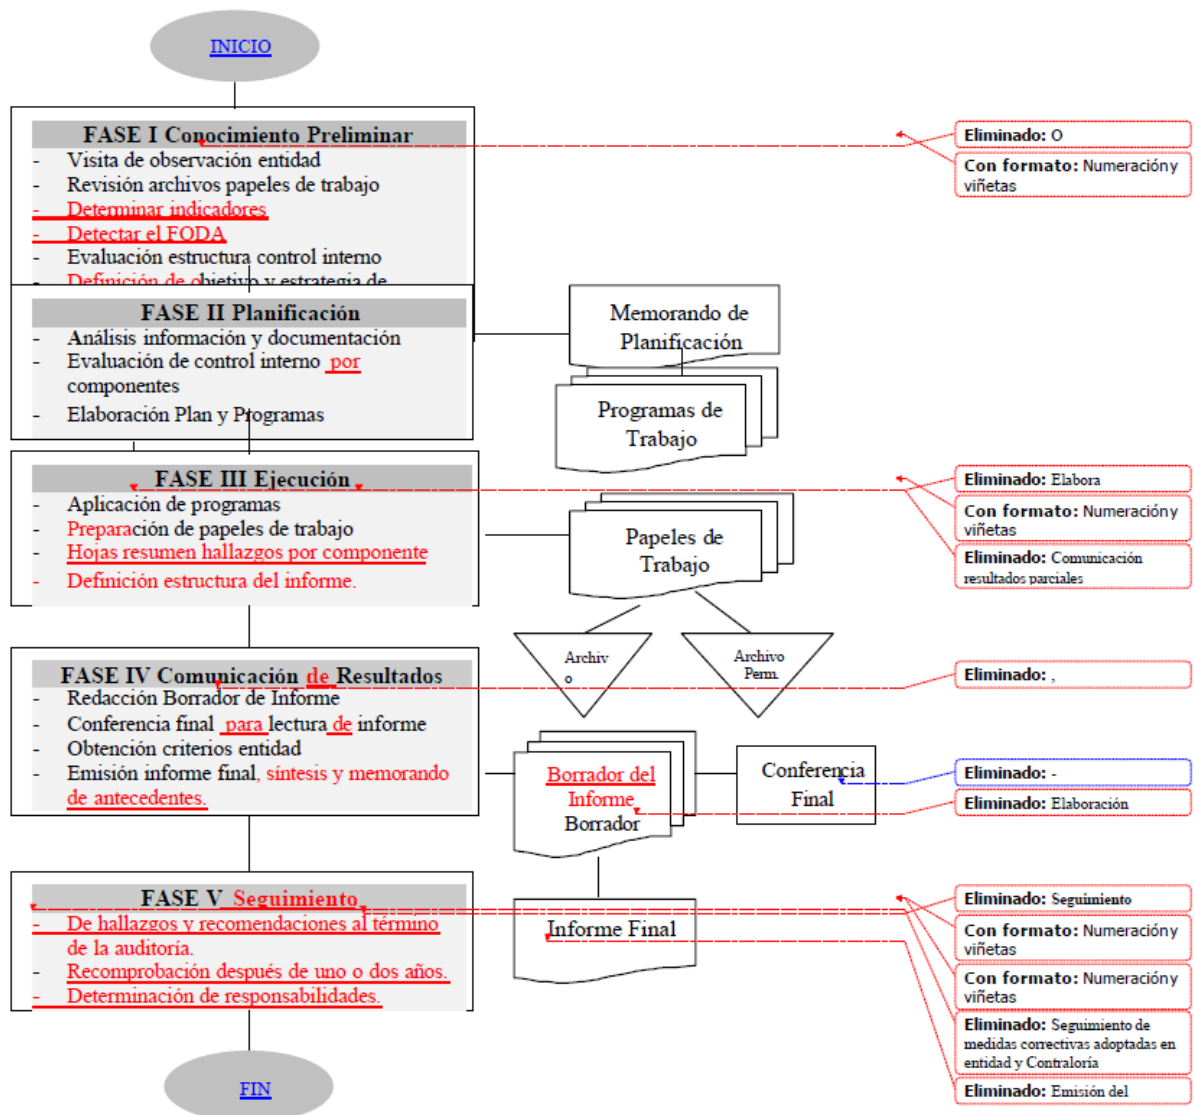 INICIO
FASE I Conocimiento Preliminar
- Visita de observación entidad
- Revisión archivos papeles de trabajo
- Determinar indicadores
- Detectar el FODA
- Evaluación estructura control interno
- Definición de objetivo y estrategia de
Eliminado: O
Con formato: Numeración y
viñetas
FASE II Planificación
- Análisis información y documentación
- Evaluación de control interno por
componentes
- Elaboración Plan y Programas
Memorando de
Planificación
Programas de
Trabajo
FASE III Ejecución
- Aplicación de programas
- Preparación de papeles de trabajo
- Hojas resumen hallazgos por componente
- Definición estructura del informe.
Papeles de
Trabajo
Eliminado: Elabora
Con formato: Numeración y
viñetas
Eliminado: Comunicación
resultados parciales
Archiv
o
Archivo
Perm.
FASE IV Comunicación de Resultados
- Redacción Borrador de Informe
- Conferencia final para lectura de informe
- Obtención criterios entidad
- Emisión informe final, síntesis y memorando
de antecedentes.
Eliminado: ,
Borrador del
Informe
Borrador
Conferencia
Final
Eliminado: -
Eliminado: Elaboración
FASE V Seguimiento
- De hallazgos y recomendaciones al término
de la auditoría.
- Recomprobación después de uno o dos años.
- Determinación de responsabilidades.
Informe Final
Eliminado: Seguimiento
Con formato: Numeración y
viñetas
Con formato: Numeración y
viñetas
Eliminado: Seguimiento de
medidas correctivas adoptadas en
entidad y Contraloría
Eliminado: Emisión del
FIN